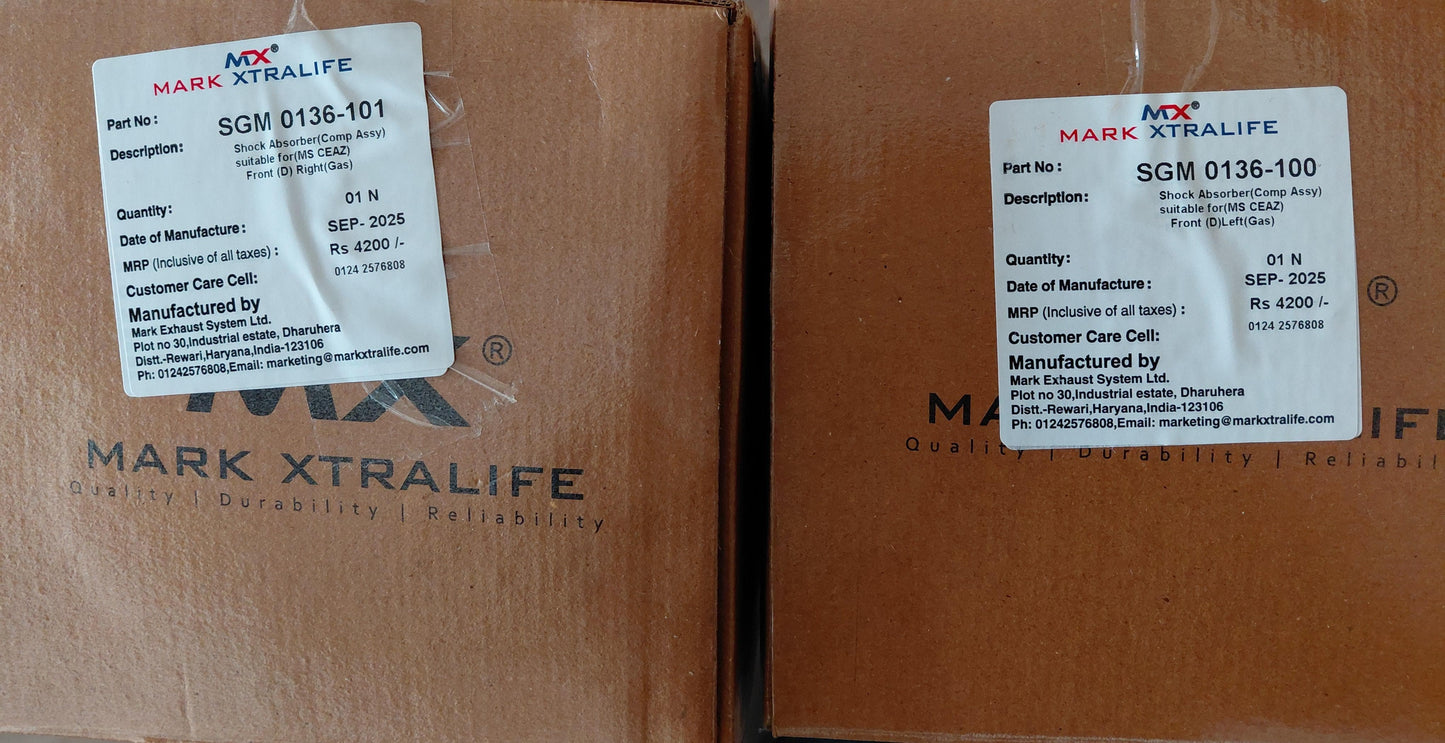 MX®
MARK XTRALIFE
Part No : SGM 0136-101
Description: Shock Absorber(Comp Assy)
suitable for(MS CEAZ)
Front (D) Right(Gas)
Quantity: 01 N
Date of Manufacture : SEP- 2025
MRP (Inclusive of all taxes) : Rs 4200 /-
Customer Care Cell: 0124 2576808
Manufactured by
Mark Exhaust System Ltd.
Plot no 30,Industrial estate, Dharuhera
Distt.-Rewari,Haryana,India-123106
Ph: 01242576808,Email: marketing@markxtralife.com
MX®
MARK XTRALIFE
Quality | Durability | Reliability
MX®
MARK XTRALIFE
Part No : SGM 0136-100
Description: Shock Absorber(Comp Assy)
suitable for(MS CEAZ)
Front (D)Left(Gas)
Quantity: 01 N
Date of Manufacture : SEP- 2025
MRP (Inclusive of all taxes) : Rs 4200 /-
Customer Care Cell: 0124 2576808
Manufactured by
Mark Exhaust System Ltd.
Plot no 30,Industrial estate, Dharuhera
Distt.-Rewari,Haryana,India-123106
Ph: 01242576808,Email: marketing@markxtralife.com
®
Quality | Durability | Reliabil